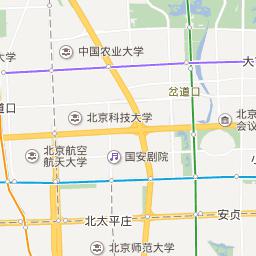 中国农业大学
大学
大
岔道口
道口
北京科技大学
北
会议
北京航空
航天大学
国安剧院
小
北太平庄
安贞
北京师范大学